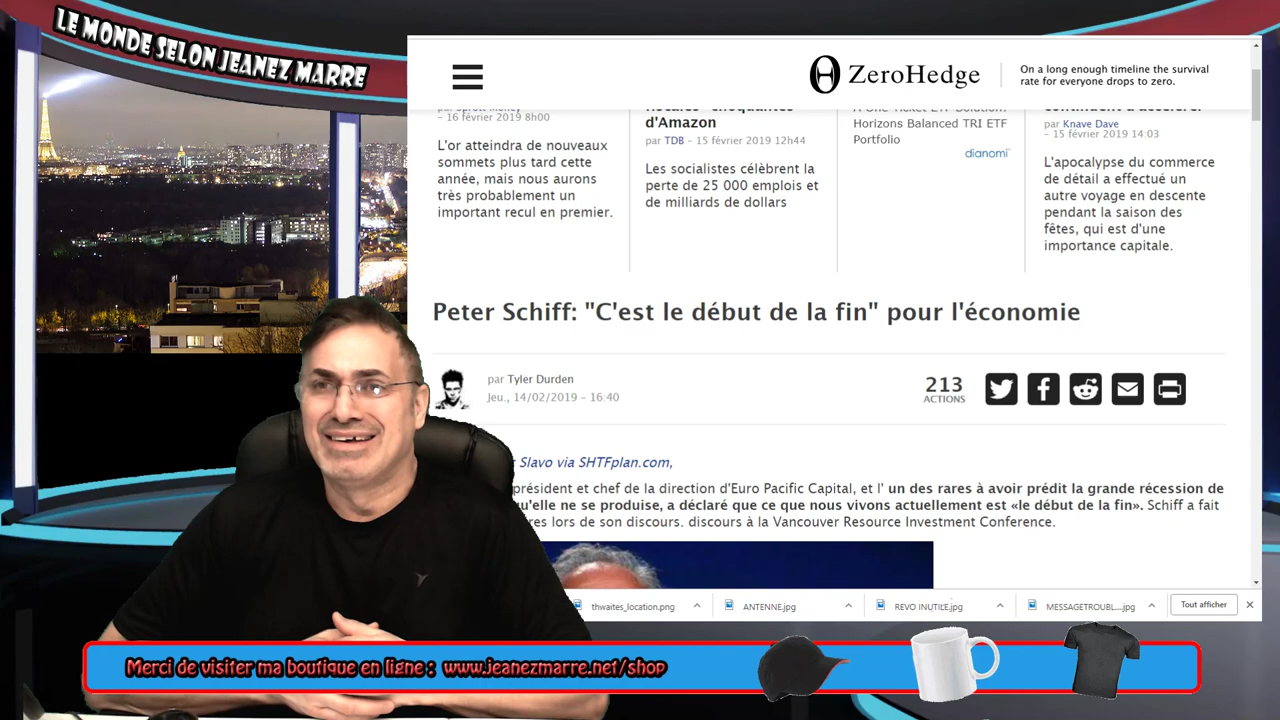 LE MONDE SELON JEANEZ MARRE
ZeroHedge
On a long enough timeline the survival
rate for everyone drops to zero.
- 16 février 2019 8h00
L'or atteindra de nouveaux
sommets plus tard cette
année, mais nous aurons
très probablement un
important recul en premier.
d'Amazon
par TDB - 15 février 2019 12h44
Les socialistes célèbrent la
perte de 25 000 emplois et
de milliards de dollars
Horizons Balanced TRI ETF
Portfolio
dianomi
par Knave Dave
- 15 février 2019 14:03
L'apocalypse du commerce
de détail a effectué un
autre voyage en descente
pendant la saison des
fêtes, qui est d'une
importance capitale.
Peter Schiff: "C'est le début de la fin" pour l'économie
par Tyler Durden
Jeu., 14/02/2019 - 16:40
213
ACTIONS
Slavo via SHTFplan.com,
président et chef de la direction d'Euro Pacific Capital, et l' un des rares à avoir prédit la grande récession de
qu'elle ne se produise, a déclaré que ce que nous vivons actuellement est «le début de la fin». Schiff a fait
res lors de son discours. discours à la Vancouver Resource Investment Conference.
thwaites_location.png
ANTENNE.jpg
REVO INUTILE.jpg
MESSAGETROUBL....jpg
Tout afficher
Merci de visiter ma boutique en ligne : www.jeanezmarre.net/shop